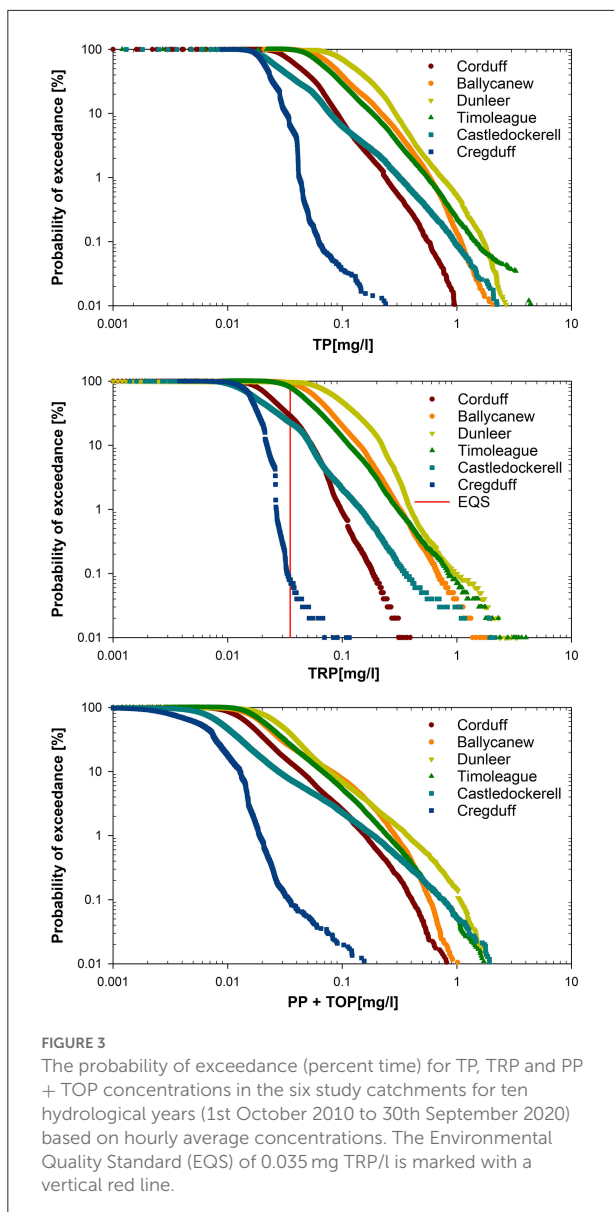 Probability of exceedance [%]
100
10
1
0.1
0.01
Corduff
Ballycanew
Dunleer
Timoleague
Castledockerell
Cregduff
0.001 0.01 0.1 1 10
TP[mg/l]
Probability of exceedance [%]
100
10
1
0.1
0.01
Corduff
Ballycanew
Dunleer
Timoleague
Castledockerell
Cregduff
EQS
0.001 0.01 0.1 1 10
TRP[mg/l]
Probability of exceedance [%]
100
10
1
0.1
0.01
Corduff
Ballycanew
Dunleer
Timoleague
Castledockerell
Cregduff
0.001 0.01 0.1 1 10
PP + TOP[mg/l]
FIGURE 3
The probability of exceedance (percent time) for TP, TRP and PP
+ TOP concentrations in the six study catchments for ten
hydrological years (1st October 2010 to 30th September 2020)
based on hourly average concentrations. The Environmental
Quality Standard (EQS) of 0.035 mg TRP/l is marked with a
vertical red line.